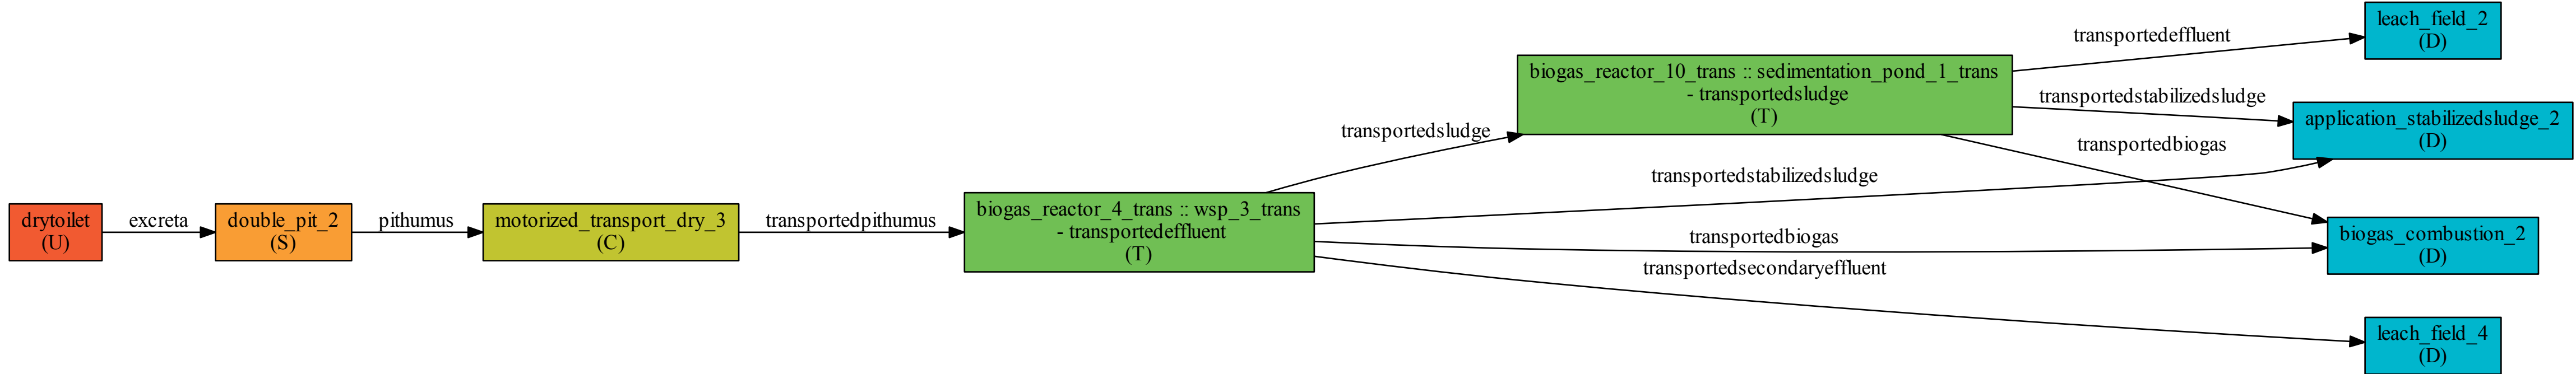 drytoilet
(U)
excreta
double_pit_2
(S)
pithumus
motorized_transport_dry_3
(C)
transportedpithumus
biogas_reactor_4_trans :: wsp_3_trans
- transportedeffluent
(T)
transportedsludge
biogas_reactor_10_trans :: sedimentation_pond_1_trans
- transportedsludge
(T)
transportedeffluent
transportedstabilizedsludge
transportedbiogas
transportedstabilizedsludge
transportedbiogas
transportedsecondaryeffluent
leach_field_2
(D)
application_stabilizedsludge_2
(D)
biogas_combustion_2
(D)
leach_field_4
(D)